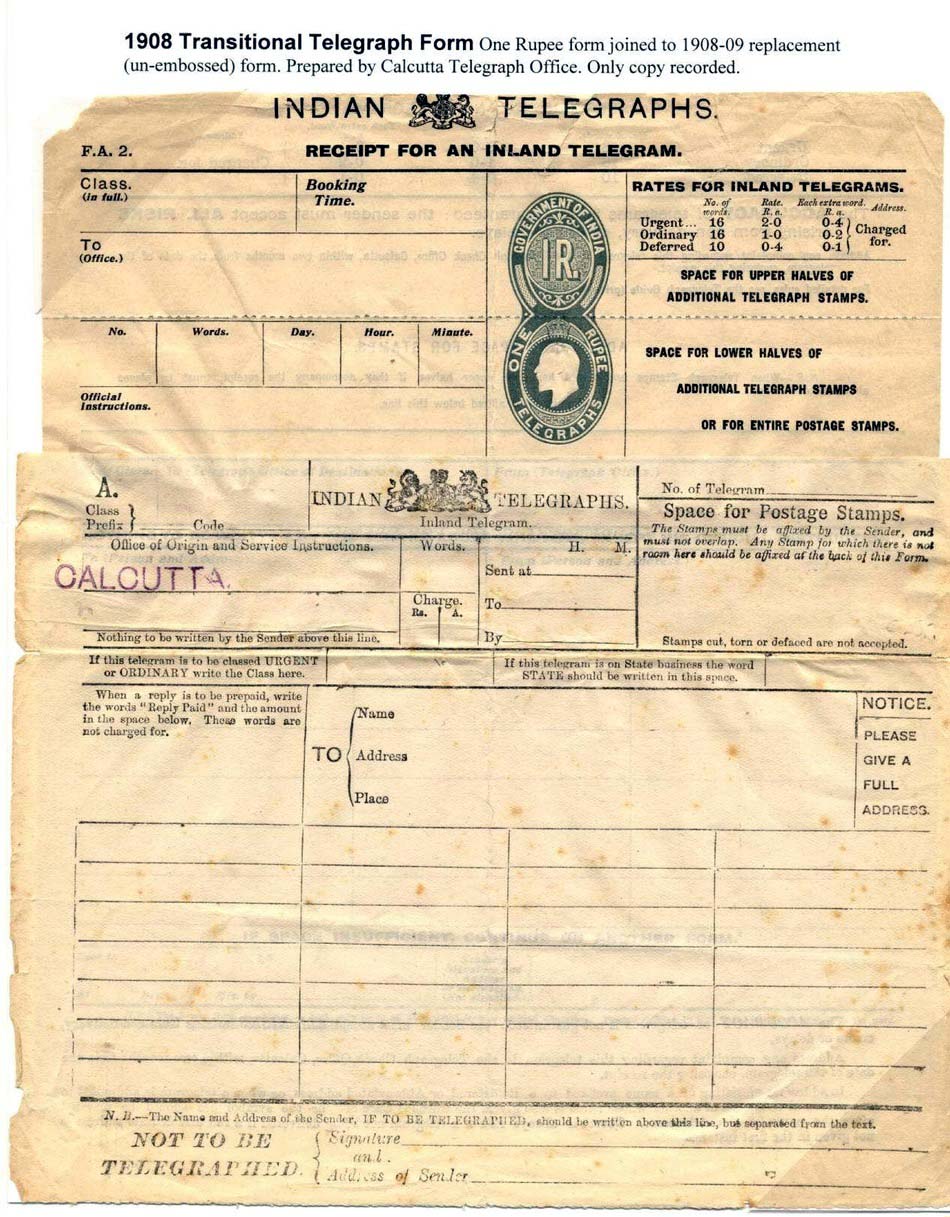 1908 Transitional Telegraph Form One Rupee form joined to 1908-09 replacement
(un-embossed) form. Prepared by Calcutta Telegraph Office. Only copy recorded.
INDIAN TELEGRAPHS.
F.A. 2.
RECEIPT FOR AN INLAND TELEGRAM.
Class.
(in full.)
Booking
Time.
To
(Office.)
No. Words. Day. Hour. Minute.
Official
Instructions.
GOVERNMENT OF INDIA
1R.
ONE RUPEE
TELEGRAPHS
RATES FOR INLAND TELEGRAMS.
No. of words. Rate. R. a. Each extra word. R. a. Address.
Urgent... 16 2-0 0-4
Ordinary 16 1-0 0-2
Deferred 10 0-4 0-1
Charged
for.
SPACE FOR UPPER HALVES OF
ADDITIONAL TELEGRAPH STAMPS.
SPACE FOR LOWER HALVES OF
ADDITIONAL TELEGRAPH STAMPS
OR FOR ENTIRE POSTAGE STAMPS.
A.
Class
Prefix
Code
INDIAN TELEGRAPHS.
Inland Telegram.
No. of Telegram
Space for Postage Stamps.
The Stamps must be affixed by the Sender, and
must not overlap. Any Stamp for which there is not
room here should be affixed at the back of this Form.
Stamps cut, torn or defaced are not accepted.
Office of Origin and Service Instructions.
CALCUTTA.
Nothing to be written by the Sender above this line.
Words.
Charge.
Rs. A.
H. M.
Sent at
To
By
If this telegram is to be classed URGENT
or ORDINARY write the Class here.
If this telegram is on State business the word
STATE should be written in this space.
When a reply is to be prepaid, write
the words "Reply Paid" and the amount
in the space below. These words are
not charged for.
TO
Name
Address
Place
NOTICE.
PLEASE
GIVE A
FULL
ADDRESS.
N. B.—The Name and Address of the Sender, IF TO BE TELEGRAPHED, should be written above this line, but separated from the text.
NOT TO BE
TELEGRAPHED.
Signature
and
Address of Sender